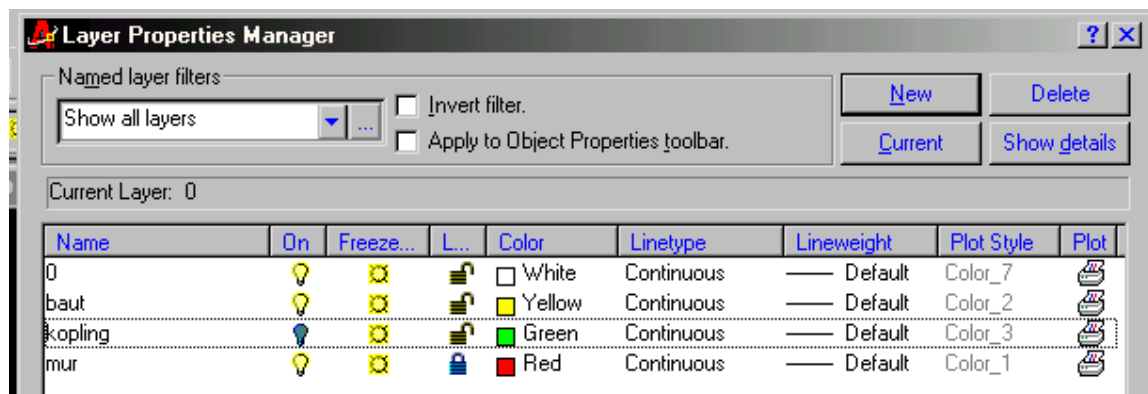 Layer Properties Manager
Named layer filters
Show all layers
...
Invert filter.
Apply to Object Properties toolbar.
New
Delete
Current
Show details
Current Layer: 0
Name On Freeze... L... Color Linetype Lineweight Plot Style Plot
0 White Continuous Default Color_7
baut Yellow Continuous Default Color_2
kopling Green Continuous Default Color_3
mur Red Continuous Default Color_1